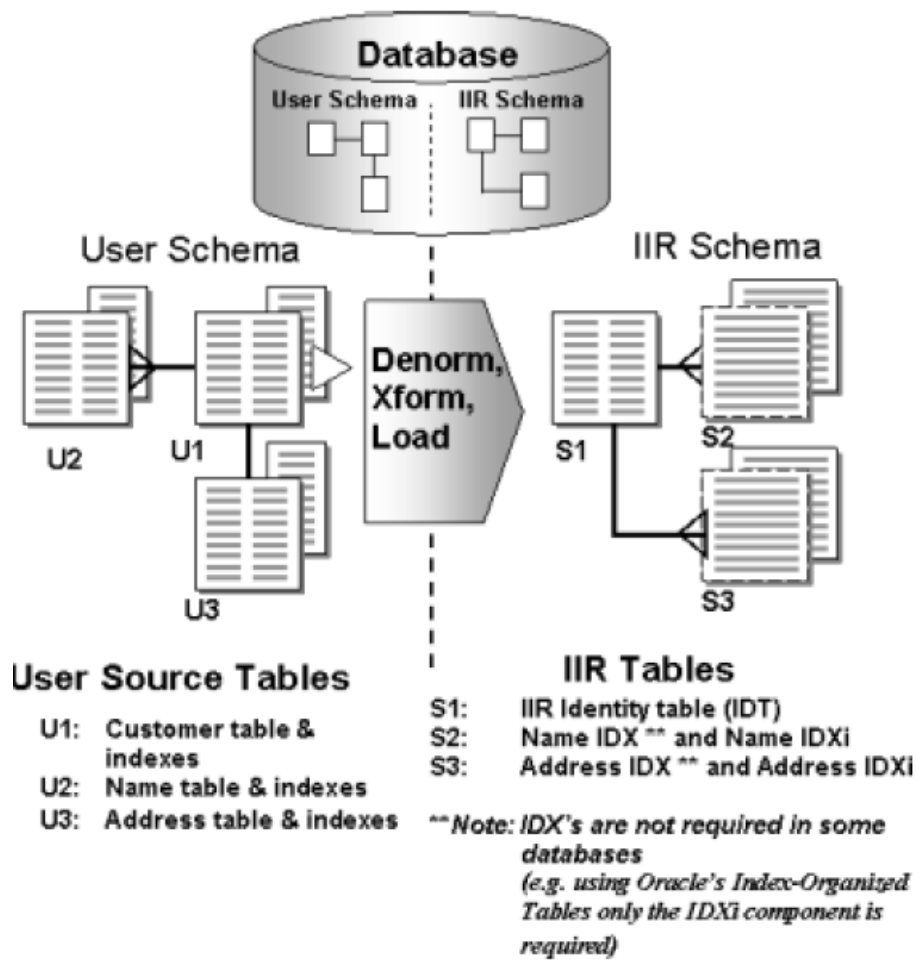 Database
User Schema
IIR Schema
User Schema
IIR Schema
Denorm,
Xform,
Load
U2
U1
U3
S1
S2
S3
User Source Tables
U1: Customer table &
indexes
U2: Name table & indexes
U3: Address table & indexes
IIR Tables
S1: IIR Identity table (IDT)
S2: Name IDX ** and Name IDXi
S3: Address IDX ** and Address IDXi
**Note: IDX's are not required in some
databases
(e.g. using Oracle's Index-Organized
Tables only the IDXi component is
required)